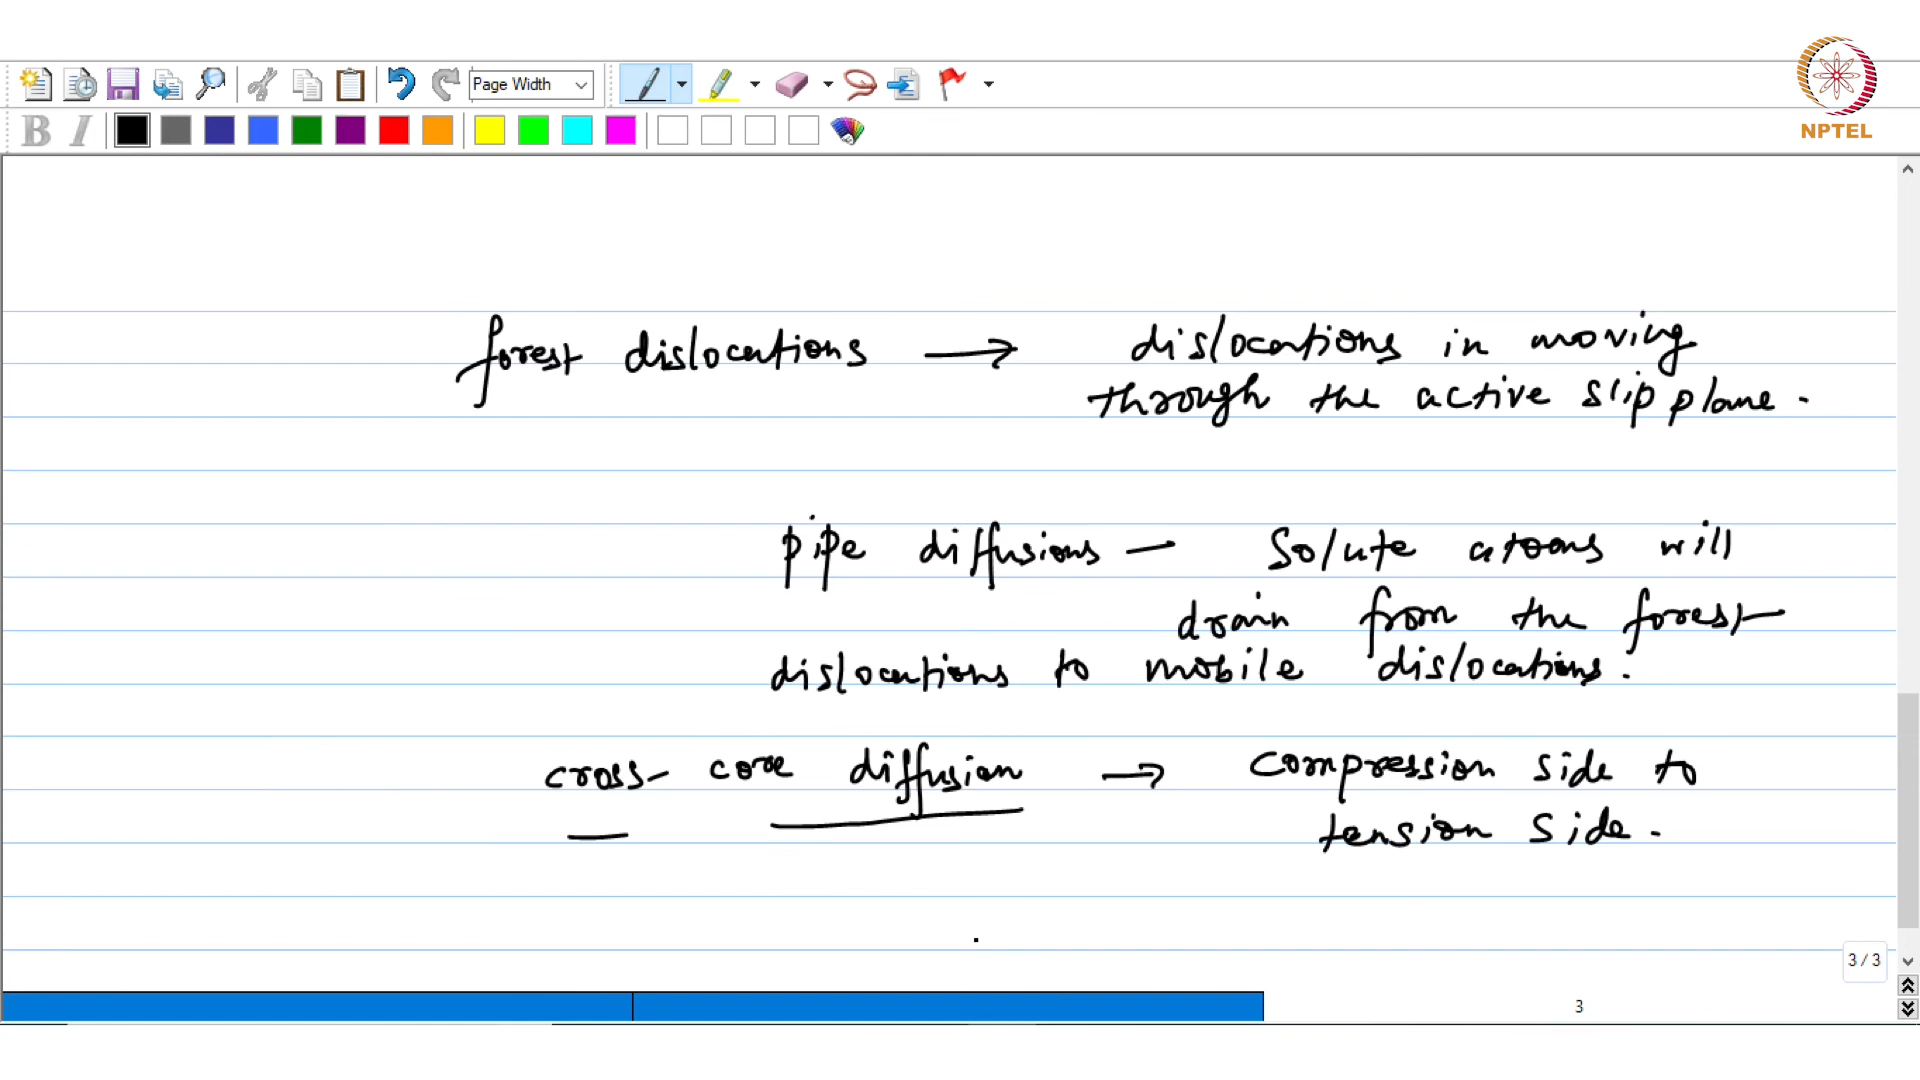 NPTEL
Page Width
B I
forest dislocations → dislocations in moving
through the active slip plane.
pipe diffusions — Solute atoms will
drain from the forest
dislocations to mobile dislocations.
cross- core diffusion → compression side to
tension side.
3 / 3
3